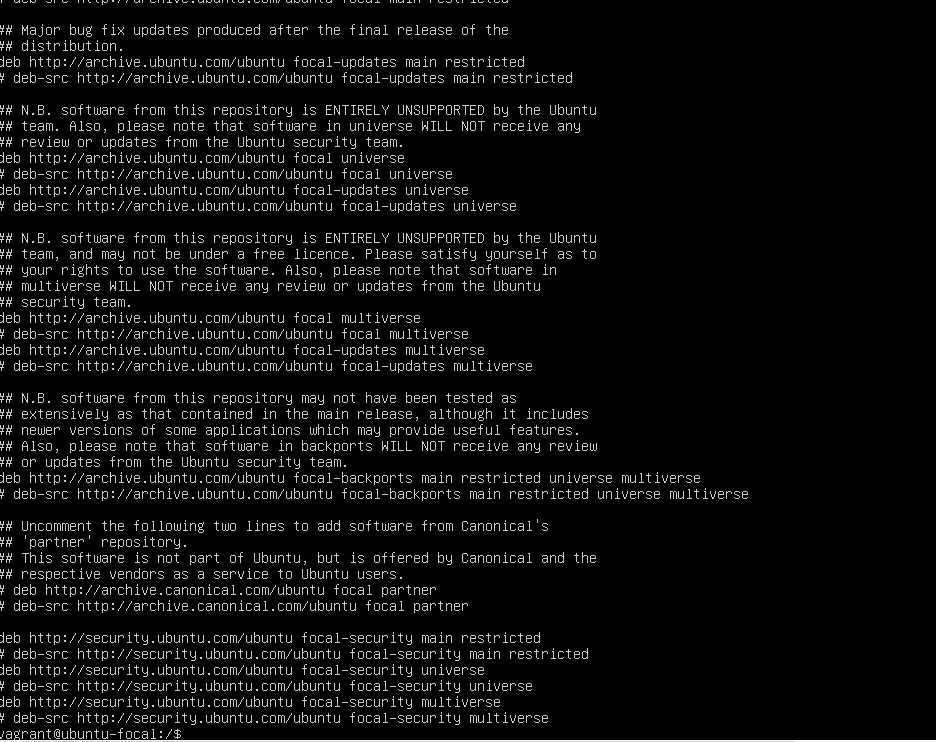 # deb-src http://archive.ubuntu.com/ubuntu focal main restricted
## Major bug fix updates produced after the final release of the
## distribution.
deb http://archive.ubuntu.com/ubuntu focal-updates main restricted
# deb-src http://archive.ubuntu.com/ubuntu focal-updates main restricted
## N.B. software from this repository is ENTIRELY UNSUPPORTED by the Ubuntu
## team. Also, please note that software in universe WILL NOT receive any
## review or updates from the Ubuntu security team.
deb http://archive.ubuntu.com/ubuntu focal universe
# deb-src http://archive.ubuntu.com/ubuntu focal universe
deb http://archive.ubuntu.com/ubuntu focal-updates universe
# deb-src http://archive.ubuntu.com/ubuntu focal-updates universe
## N.B. software from this repository is ENTIRELY UNSUPPORTED by the Ubuntu
## team, and may not be under a free licence. Please satisfy yourself as to
## your rights to use the software. Also, please note that software in
## multiverse WILL NOT receive any review or updates from the Ubuntu
## security team.
deb http://archive.ubuntu.com/ubuntu focal multiverse
# deb-src http://archive.ubuntu.com/ubuntu focal multiverse
deb http://archive.ubuntu.com/ubuntu focal-updates multiverse
# deb-src http://archive.ubuntu.com/ubuntu focal-updates multiverse
## N.B. software from this repository may not have been tested as
## extensively as that contained in the main release, although it includes
## newer versions of some applications which may provide useful features.
## Also, please note that software in backports WILL NOT receive any review
## or updates from the Ubuntu security team.
deb http://archive.ubuntu.com/ubuntu focal-backports main restricted universe multiverse
# deb-src http://archive.ubuntu.com/ubuntu focal-backports main restricted universe multiverse
## Uncomment the following two lines to add software from Canonical's
## 'partner' repository.
## This software is not part of Ubuntu, but is offered by Canonical and the
## respective vendors as a service to Ubuntu users.
# deb http://archive.canonical.com/ubuntu focal partner
# deb-src http://archive.canonical.com/ubuntu focal partner
deb http://security.ubuntu.com/ubuntu focal-security main restricted
# deb-src http://security.ubuntu.com/ubuntu focal-security main restricted
deb http://security.ubuntu.com/ubuntu focal-security universe
# deb-src http://security.ubuntu.com/ubuntu focal-security universe
deb http://security.ubuntu.com/ubuntu focal-security multiverse
# deb-src http://security.ubuntu.com/ubuntu focal-security multiverse
vagrant@ubuntu-focal:/$